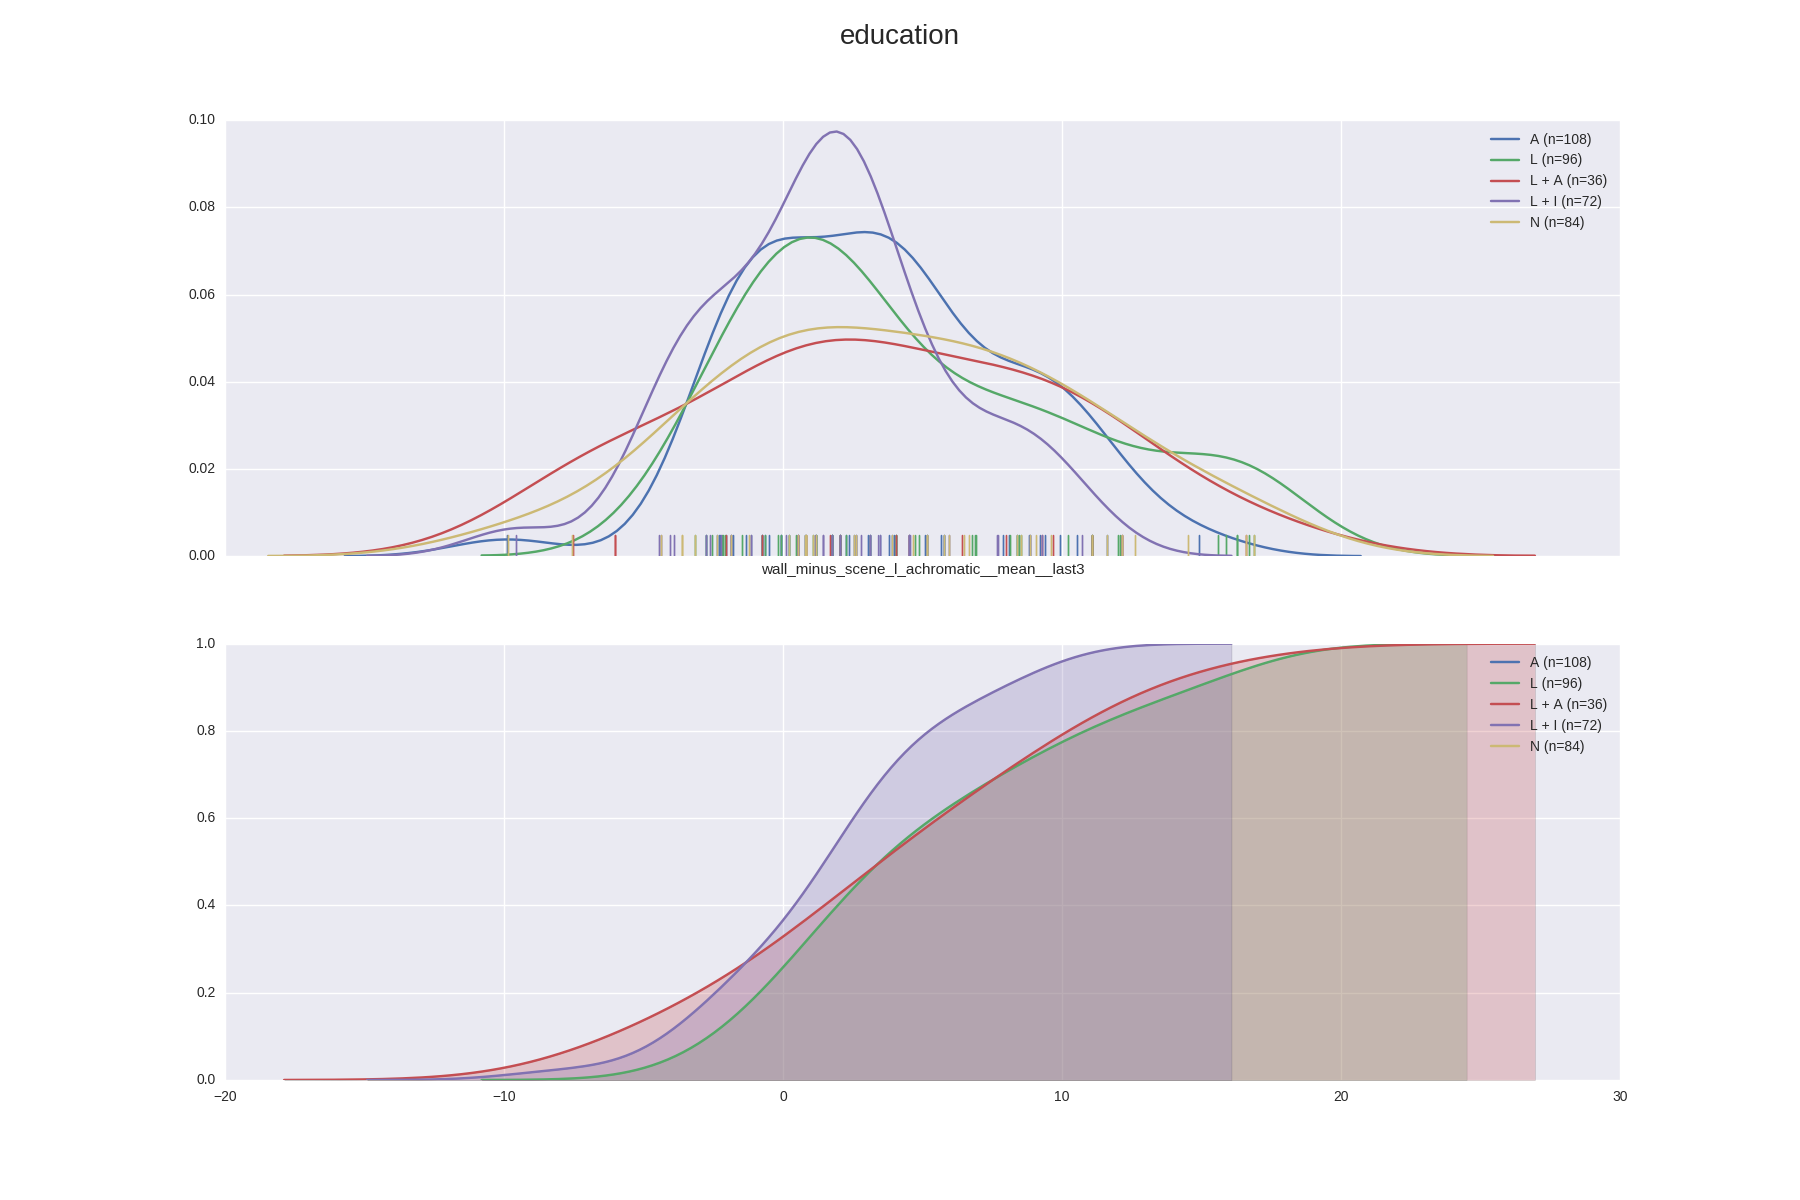 education
0.10
0.08
0.06
0.04
0.02
0.00
A (n=108)
L (n=96)
L + A (n=36)
L + I (n=72)
N (n=84)
wall_minus_scene_l_achromatic__mean__last3
1.0
0.8
0.6
0.4
0.2
0.0
A (n=108)
L (n=96)
L + A (n=36)
L + I (n=72)
N (n=84)
−20 −10 0 10 20 30